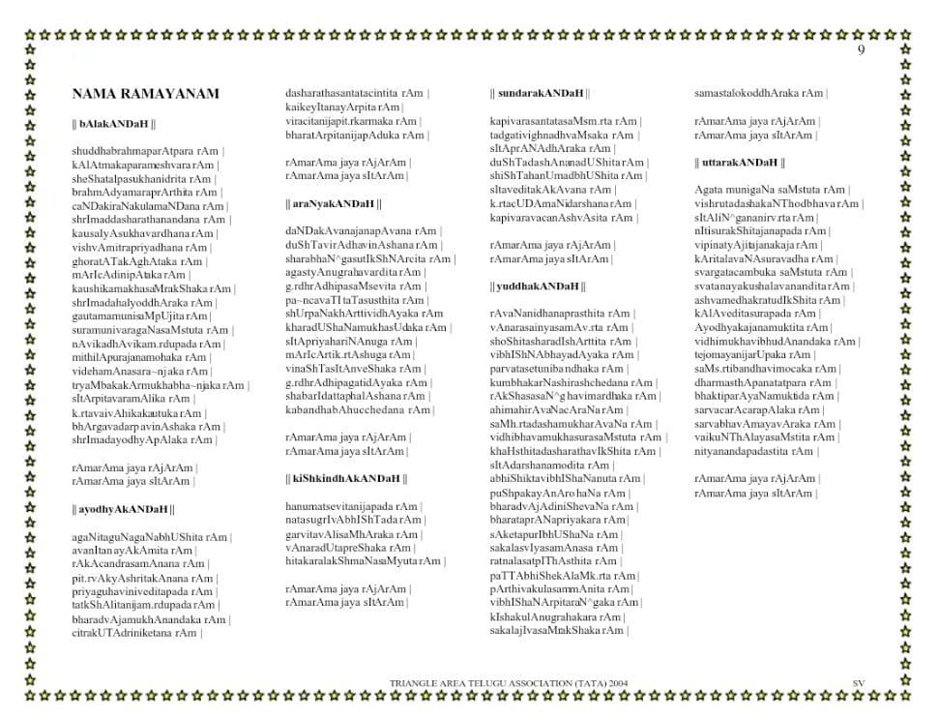 9
NAMA RAMAYANAM
|| bAlakANDaH ||
shuddhabrahmaparAtpara rAm |
kAlAtmakaparameshvara rAm |
sheShatalpasukhanidrita rAm |
brahmAdyamaraprArthita rAm |
caNDakiraNakulamaNDana rAm |
shrImaddasharathanandana rAm |
kausalyAsukhavardhana rAm |
vishvAmitrapriyadhana rAm |
ghoratATakAghAtaka rAm |
mArIcAdinipAtaka rAm |
kaushikamakhasaMrakShaka rAm |
shrImadahalyoddhAraka rAm |
gautamamunisaMpUjita rAm |
suramunivaragaNasaMstuta rAm |
nAvikadhAvikam.rdupada rAm |
mithilApurajanamohaka rAm |
videhamAnasara~njaka rAm |
tryaMbakakArmukhabha~njaka rAm |
sItArpitavaramAlika rAm |
k.rtavaivAhikakautuka rAm |
bhArgavadarpavinAshaka rAm |
shrImadayodhyApAlaka rAm |
rAmarAma jaya rAjArAm |
rAmarAma jaya sItArAm |
|| ayodhyAkANDaH ||
agaNitaguNagaNabhUShita rAm |
avanItanayAkAmita rAm |
rAkAcandrasamAnana rAm |
pit.rvAkyAshritakAnana rAm |
priyaguhaviniveditapada rAm |
tatkShAlitanijam.rdupada rAm |
bharadvAjamukhAnandaka rAm |
citrakUTAdriniketana rAm |
dasharathasantatacintita rAm |
kaikeyItanayArpita rAm |
viracitanijapit.rkarmaka rAm |
bharatArpitanijapAduka rAm |
rAmarAma jaya rAjArAm |
rAmarAma jaya sItArAm |
|| araNyakANDaH ||
daNDakAvanajanapAvana rAm |
duShTavirAdhavinAshana rAm |
sharabhaN^gasutIkShNArcita rAm |
agastyAnugrahavardita rAm |
g.rdhrAdhipasaMsevita rAm |
pa~ncavaTItaTasusthita rAm |
shUrpaNakhArttividhAyaka rAm
kharadUShaNamukhasUdaka rAm |
sItApriyahariNAnuga rAm |
mArIcArtik.rtAshuga rAm |
vinaShTasItAnveShaka rAm |
g.rdhrAdhipagatidAyaka rAm |
shabarIdattaphalAshana rAm |
kabandhabAhucchedana rAm |
rAmarAma jaya rAjArAm |
rAmarAma jaya sItArAm |
|| kiShkindhAkANDaH ||
hanumatsevitanijapada rAm |
natasugrIvAbhIShTada rAm |
garvitavAlisaMhAraka rAm |
vAnaradUtapreShaka rAm |
hitakaralakShmaNasaMyuta rAm |
rAmarAma jaya rAjArAm |
rAmarAma jaya sItArAm |
|| sundarakANDaH ||
kapivarasantatasaMsm.rta rAm |
tadgativighnadhvaMsaka rAm |
sItAprANAdhAraka rAm |
duShTadashAnanadUShita rAm |
shiShTahanUmadbhUShita rAm |
sItaveditakAkAvana rAm |
k.rtacUDAmaNidarshana rAm |
kapivaravacanAshvAsita rAm |
rAmarAma jaya rAjArAm |
rAmarAma jaya sItArAm |
|| yuddhakANDaH ||
rAvaNanidhanaprasthita rAm |
vAnarasainyasamAv.rta rAm |
shoShitasharadIshArttita rAm |
vibhIShNAbhayadAyaka rAm |
parvatasetunibandhaka rAm |
kumbhakarNashirashchedana rAm |
rAkShasasaN^ghavimardhaka rAm |
ahimahirAvaNacAraNa rAm |
saMh.rtadashamukharAvaNa rAm |
vidhibhavamukhasurasaMstuta rAm |
khaHsthitadasharathavIkShita rAm |
sItAdarshanamodita rAm |
abhiShiktavibhIShaNanuta rAm |
puShpakayAnArohaNa rAm |
bharadvAjAdiniShevaNa rAm |
bharataprANapriyakara rAm |
sAketapurIbhUShaNa rAm |
sakalasvIyasamAnasa rAm |
ratnalasatpIThAsthita rAm |
paTTAbhiShekAlaMk.rta rAm |
pArthivakulasammAnita rAm |
vibhIShaNArpitaraN^gaka rAm |
kIshakulAnugrahakara rAm |
sakalajIvasaMrakShaka rAm |
samastalokoddhAraka rAm |
rAmarAma jaya rAjArAm |
rAmarAma jaya sItArAm |
|| uttarakANDaH ||
Agata munigaNa saMstuta rAm |
vishrutadashakaNThodbhava rAm |
sItAliN^gananirv.rta rAm |
nItisurakShitajanapada rAm |
vipinatyAjitajanakaja rAm |
kAritalavaNAsuravadha rAm |
svargatacambuka saMstuta rAm |
svatanayakushalavanandita rAm |
ashvamedhakratudIkShita rAm |
kAlAveditasurapada rAm |
Ayodhyakajanamuktita rAm |
vidhimukhavibhudAnandaka rAm |
tejomayanijarUpaka rAm |
saMs.rtibandhavimocaka rAm |
dharmasthApanatatpara rAm |
bhaktiparAyaNamuktida rAm |
sarvacarAcarapAlaka rAm |
sarvabhavAmayavAraka rAm |
vaikuNThAlayasaMstita rAm |
nityanandapadastita rAm |
rAmarAma jaya rAjArAm |
rAmarAma jaya sItArAm |
TRIANGLE AREA TELUGU ASSOCIATION (TATA) 2004
SV